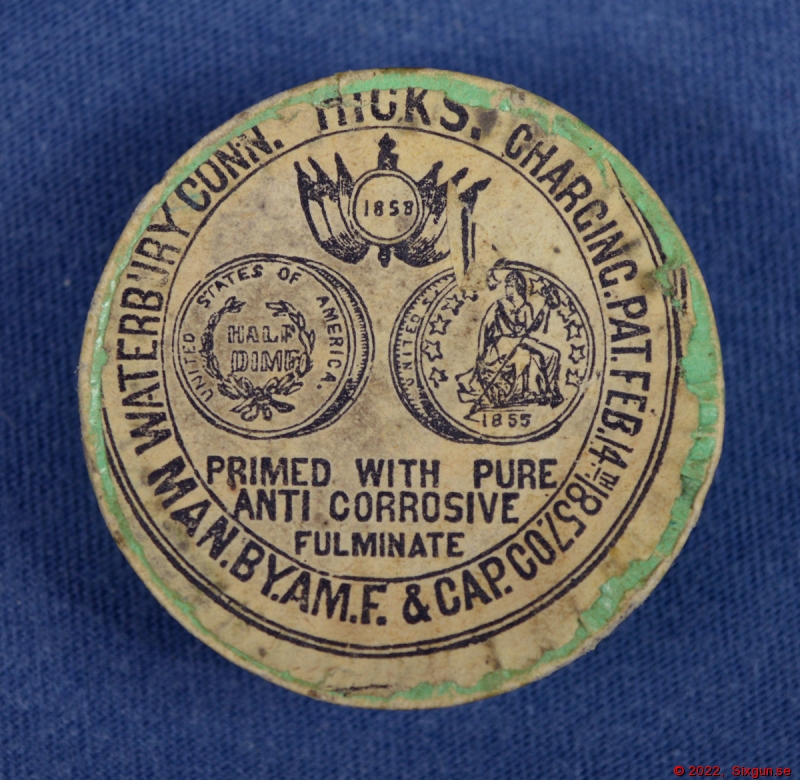 HICKS. CHARGING. PAT. FEB. 14TH 1857.
MAN. BY. AM. F. & CAP. CO. WATERBURY CONN.
1858
UNITED STATES OF AMERICA.
HALF
DIME
UNITED
1855
PRIMED WITH PURE
ANTI CORROSIVE
FULMINATE
© 2022. Sixgun.se